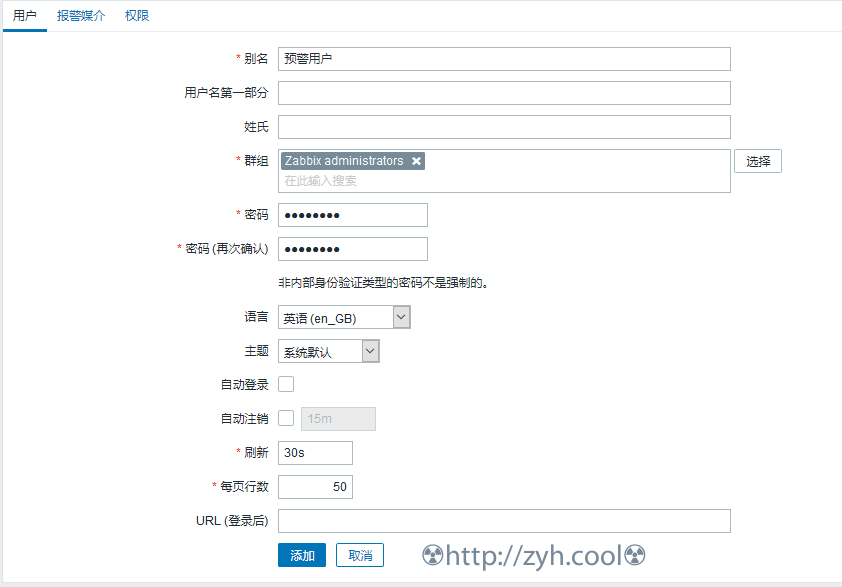 用户 报警媒介 权限
* 别名 预警用户
用户名第一部分
姓氏
* 群组 Zabbix administrators ✖ 选择
在此输入搜索
* 密码 ●●●●●●●●
* 密码 (再次确认) ●●●●●●●●
非内部身份验证类型的密码不是强制的。
语言 英语 (en_GB)
主题 系统默认
自动登录
自动注销 15m
* 刷新 30s
* 每页行数 50
URL (登录后)
添加 取消 ☢http://zyh.cool☢